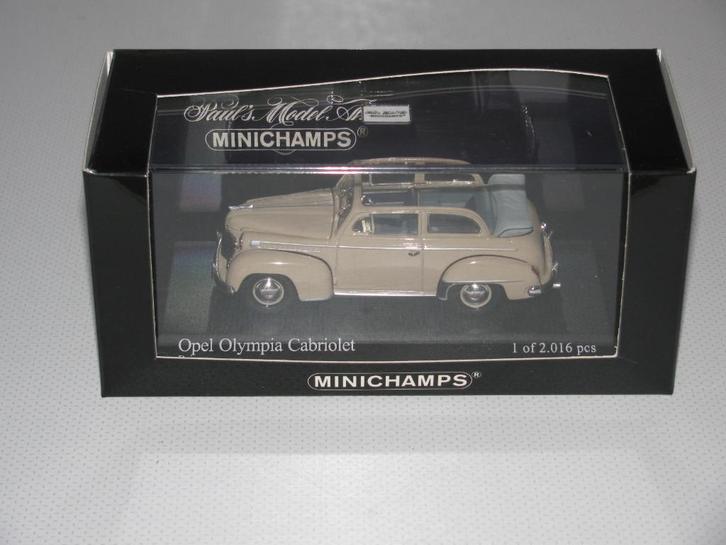 Paul's Model Art
MINICHAMPS®
Opel Olympia Cabriolet
1 of 2.016 pcs
MINICHAMPS®